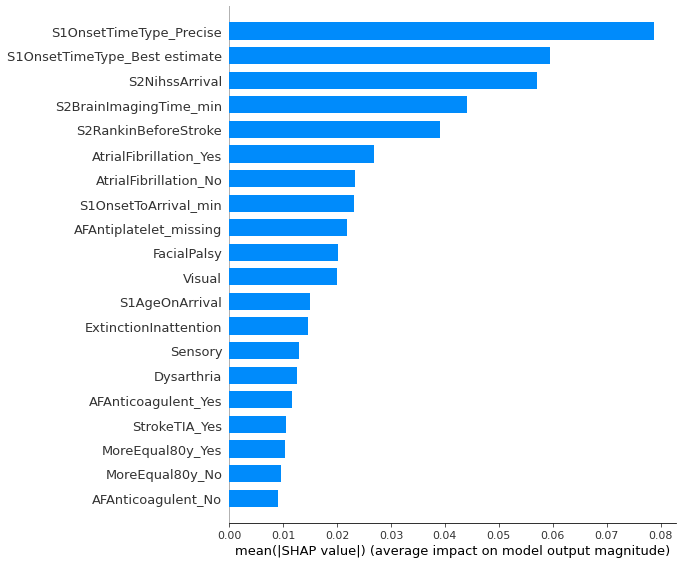 S1OnsetTimeType_Precise
S1OnsetTimeType_Best estimate
S2NihssArrival
S2BrainImagingTime_min
S2RankinBeforeStroke
AtrialFibrillation_Yes
AtrialFibrillation_No
S1OnsetToArrival_min
AFAntiplatelet_missing
FacialPalsy
Visual
S1AgeOnArrival
ExtinctionInattention
Sensory
Dysarthria
AFAnticoagulent_Yes
StrokeTIA_Yes
MoreEqual80y_Yes
MoreEqual80y_No
AFAnticoagulent_No
0.00 0.01 0.02 0.03 0.04 0.05 0.06 0.07 0.08
mean(|SHAP value|) (average impact on model output magnitude)